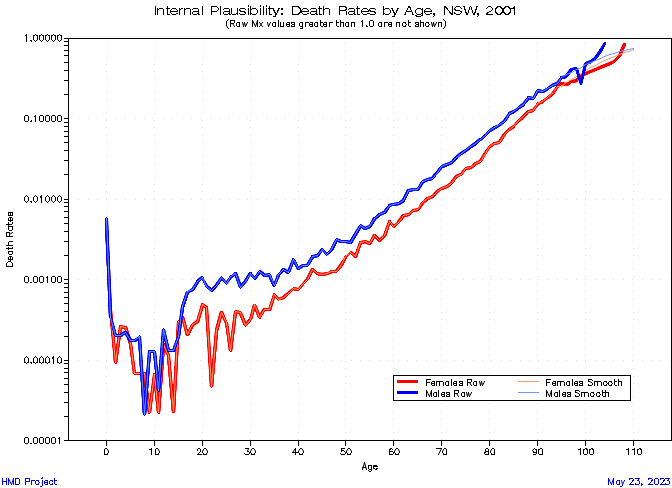 Internal Plausibility: Death Rates by Age, NSW, 2001
(Raw Mx values greater than 1.0 are not shown)
1.00000
0.10000
0.01000
0.00100
0.00010
0.00001
Death Rates
Females Raw
Females Smooth
Males Raw
Males Smooth
0 10 20 30 40 50 60 70 80 90 100 110
Age
HMD Project
May 23, 2023